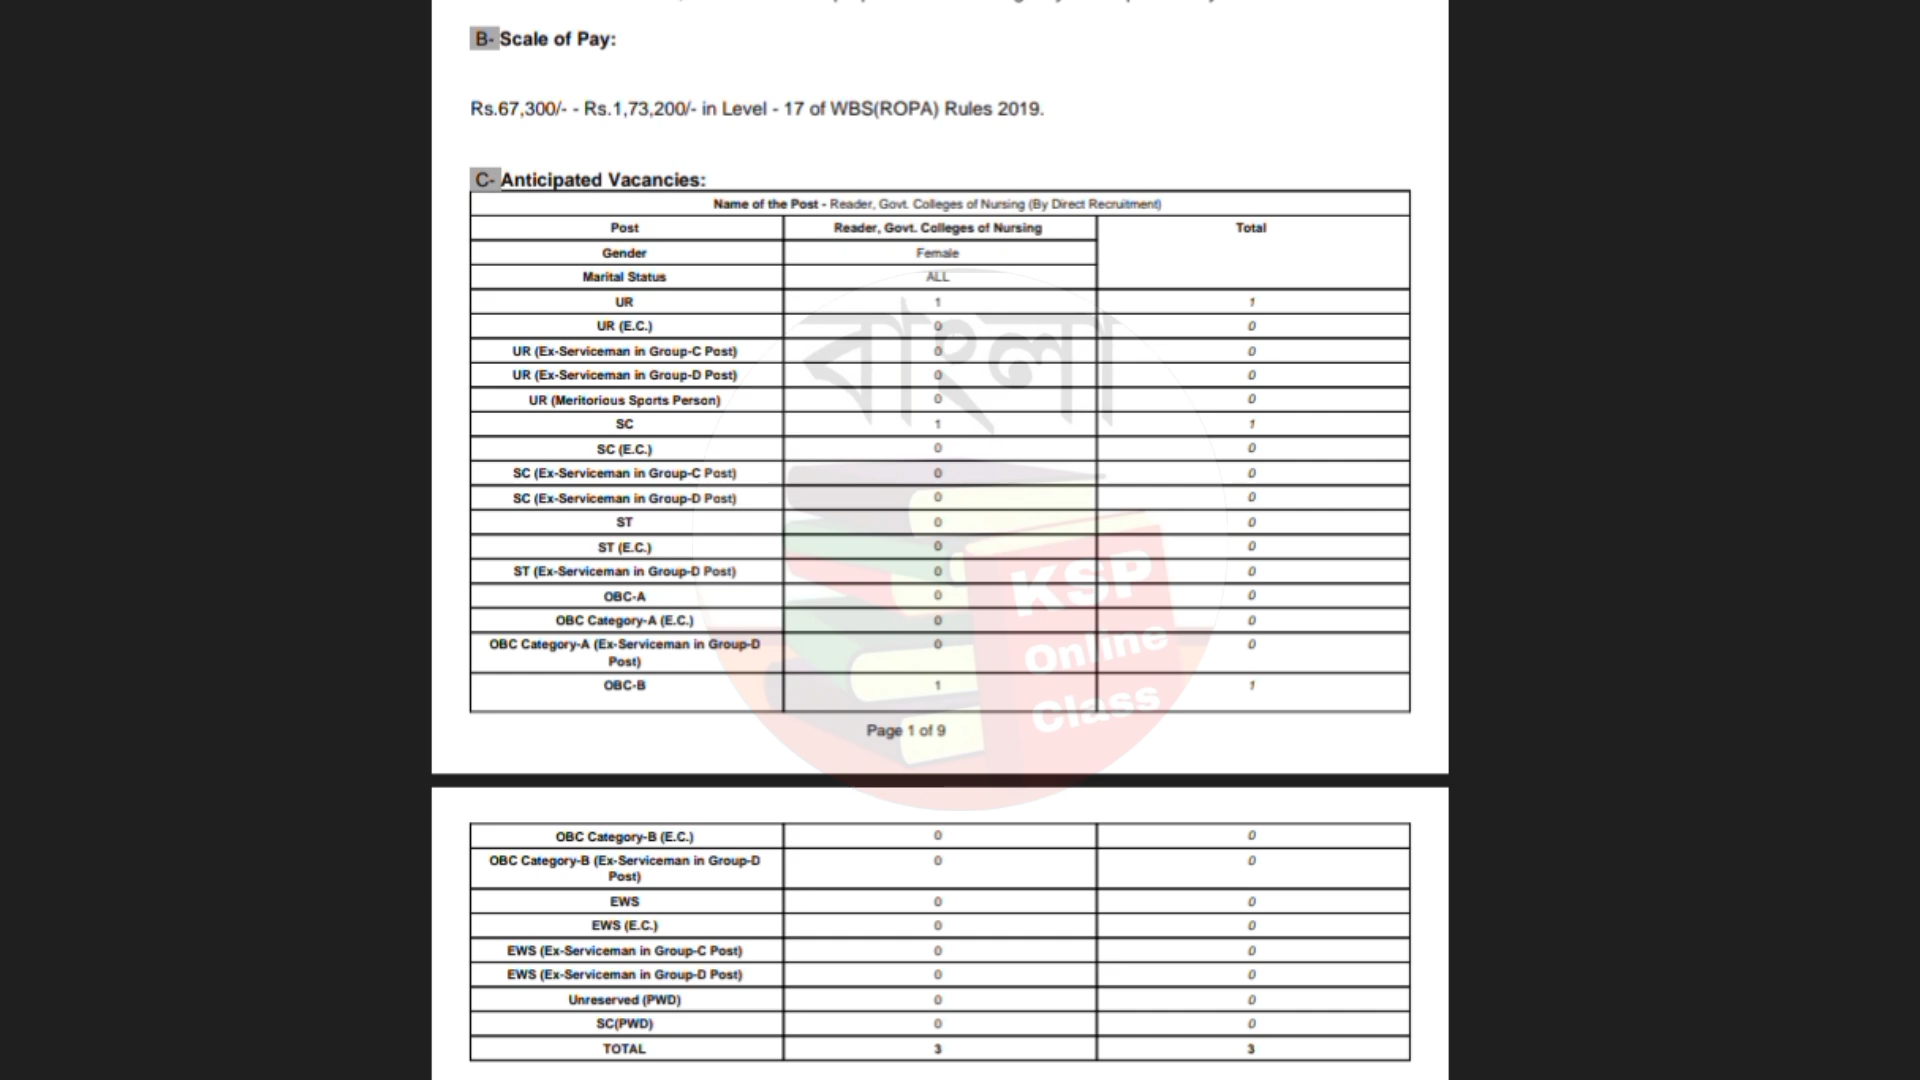 B- Scale of Pay:
Rs.67,300/- - Rs.1,73,200/- in Level - 17 of WBS(ROPA) Rules 2019.
C- Anticipated Vacancies:
Name of the Post - Reader, Govt. Colleges of Nursing (By Direct Recruitment)
Post Reader, Govt. Colleges of Nursing Total
Gender Female
Marital Status ALL
UR 1 1
UR (E.C.) 0 0
UR (Ex-Serviceman in Group-C Post) 0 0
UR (Ex-Serviceman in Group-D Post) 0 0
UR (Meritorious Sports Person) 0 0
SC 1 1
SC (E.C.) 0 0
SC (Ex-Serviceman in Group-C Post) 0 0
SC (Ex-Serviceman in Group-D Post) 0 0
ST 0 0
ST (E.C.) 0 0
ST (Ex-Serviceman in Group-D Post) 0 0
OBC-A 0 0
OBC Category-A (E.C.) 0 0
OBC Category-A (Ex-Serviceman in Group-D 0 0
Post)
OBC-B 1 1
Page 1 of 9
বাংলা
KSP
Online
Class
OBC Category-B (E.C.) 0 0
OBC Category-B (Ex-Serviceman in Group-D 0 0
Post)
EWS 0 0
EWS (E.C.) 0 0
EWS (Ex-Serviceman in Group-C Post) 0 0
EWS (Ex-Serviceman in Group-D Post) 0 0
Unreserved (PWD) 0 0
SC(PWD) 0 0
TOTAL 3 3